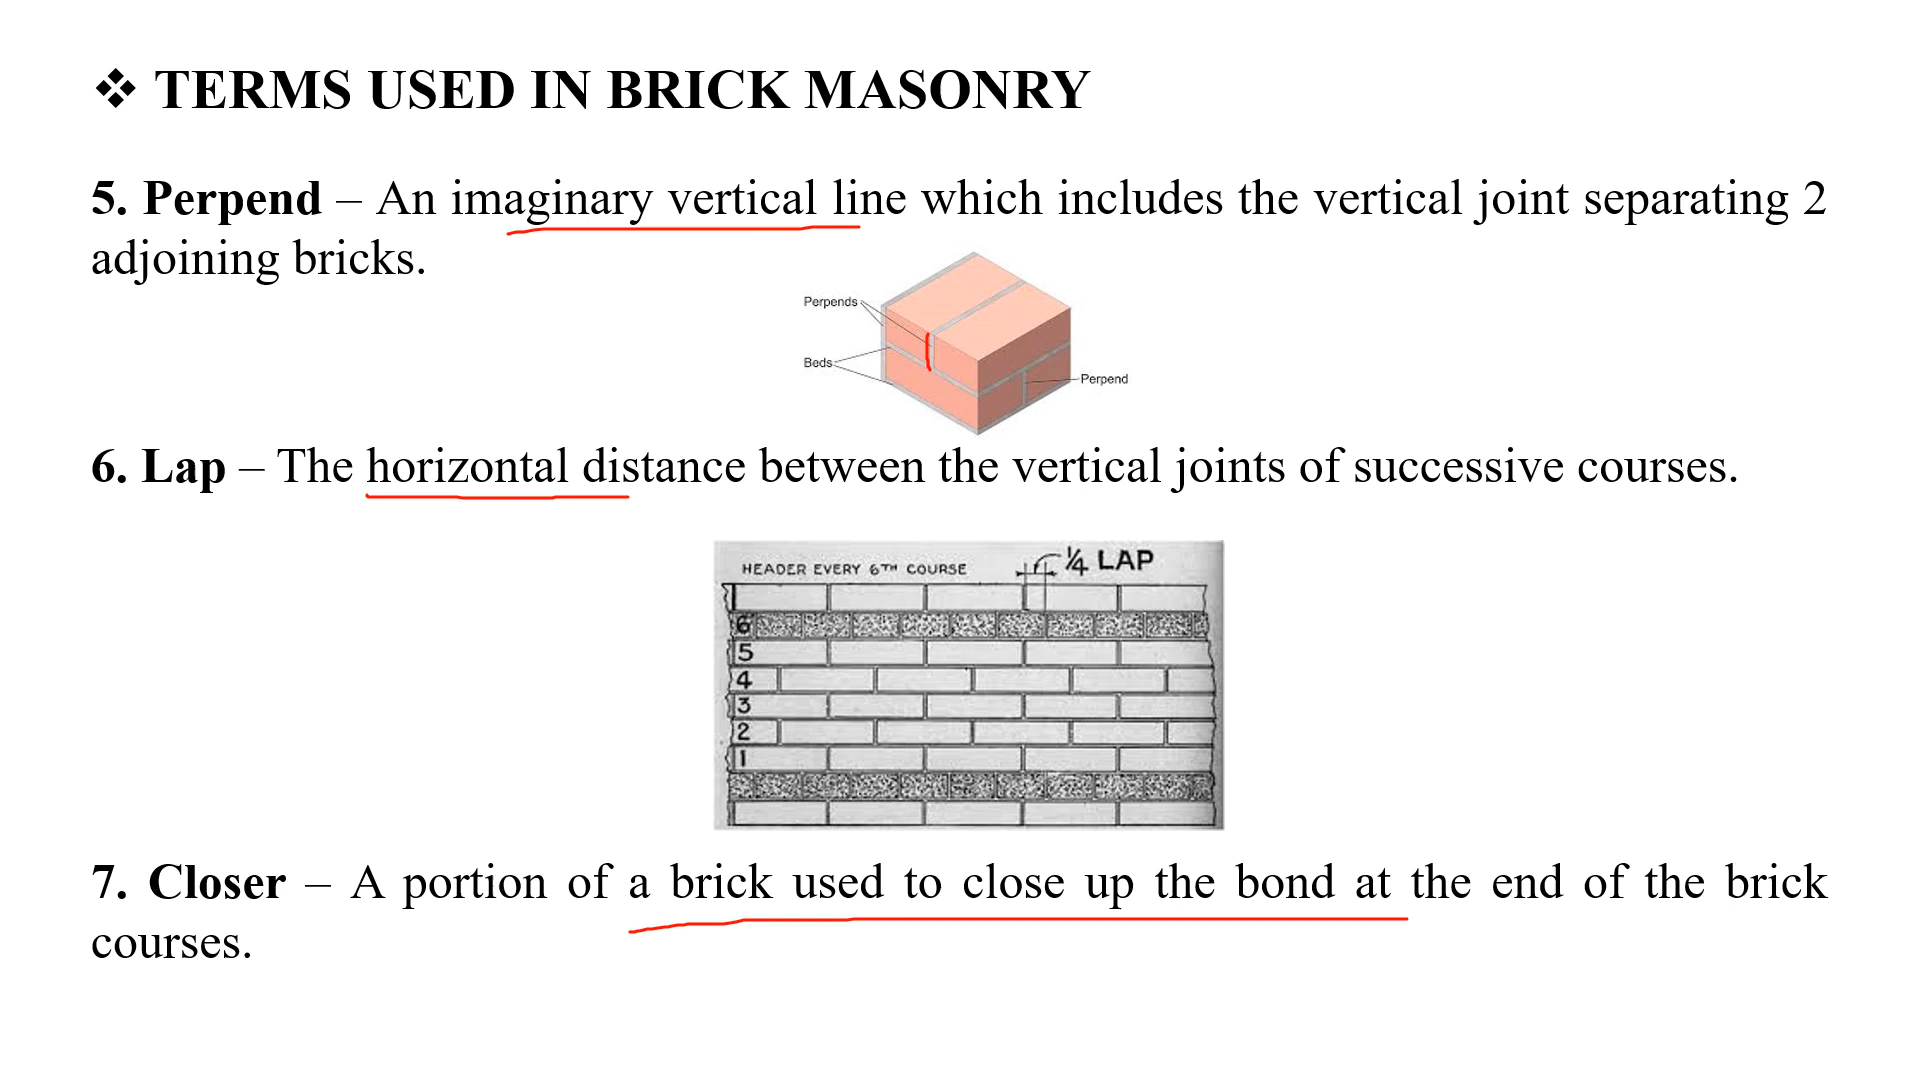 ❖ TERMS USED IN BRICK MASONRY
5. Perpend – An imaginary vertical line which includes the vertical joint separating 2
adjoining bricks.
Perpends
Beds
Perpend
6. Lap – The horizontal distance between the vertical joints of successive courses.
¼ LAP
HEADER EVERY 6TH COURSE
6
5
4
3
2
1
7. Closer – A portion of a brick used to close up the bond at the end of the brick
courses.